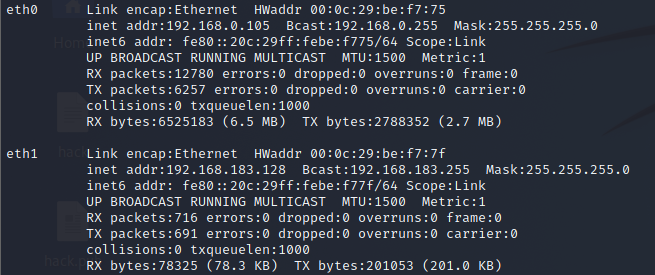 eth0 Link encap:Ethernet HWaddr 00:0c:29:be:f7:75
inet addr:192.168.0.105 Bcast:192.168.0.255 Mask:255.255.255.0
inet6 addr: fe80::20c:29ff:febe:f775/64 Scope:Link
UP BROADCAST RUNNING MULTICAST MTU:1500 Metric:1
RX packets:12780 errors:0 dropped:0 overruns:0 frame:0
TX packets:6257 errors:0 dropped:0 overruns:0 carrier:0
collisions:0 txqueuelen:1000
RX bytes:6525183 (6.5 MB) TX bytes:2788352 (2.7 MB)
eth1 Link encap:Ethernet HWaddr 00:0c:29:be:f7:7f
inet addr:192.168.183.128 Bcast:192.168.183.255 Mask:255.255.255.0
inet6 addr: fe80::20c:29ff:febe:f77f/64 Scope:Link
UP BROADCAST RUNNING MULTICAST MTU:1500 Metric:1
RX packets:716 errors:0 dropped:0 overruns:0 frame:0
TX packets:691 errors:0 dropped:0 overruns:0 carrier:0
collisions:0 txqueuelen:1000
RX bytes:78325 (78.3 KB) TX bytes:201053 (201.0 KB)